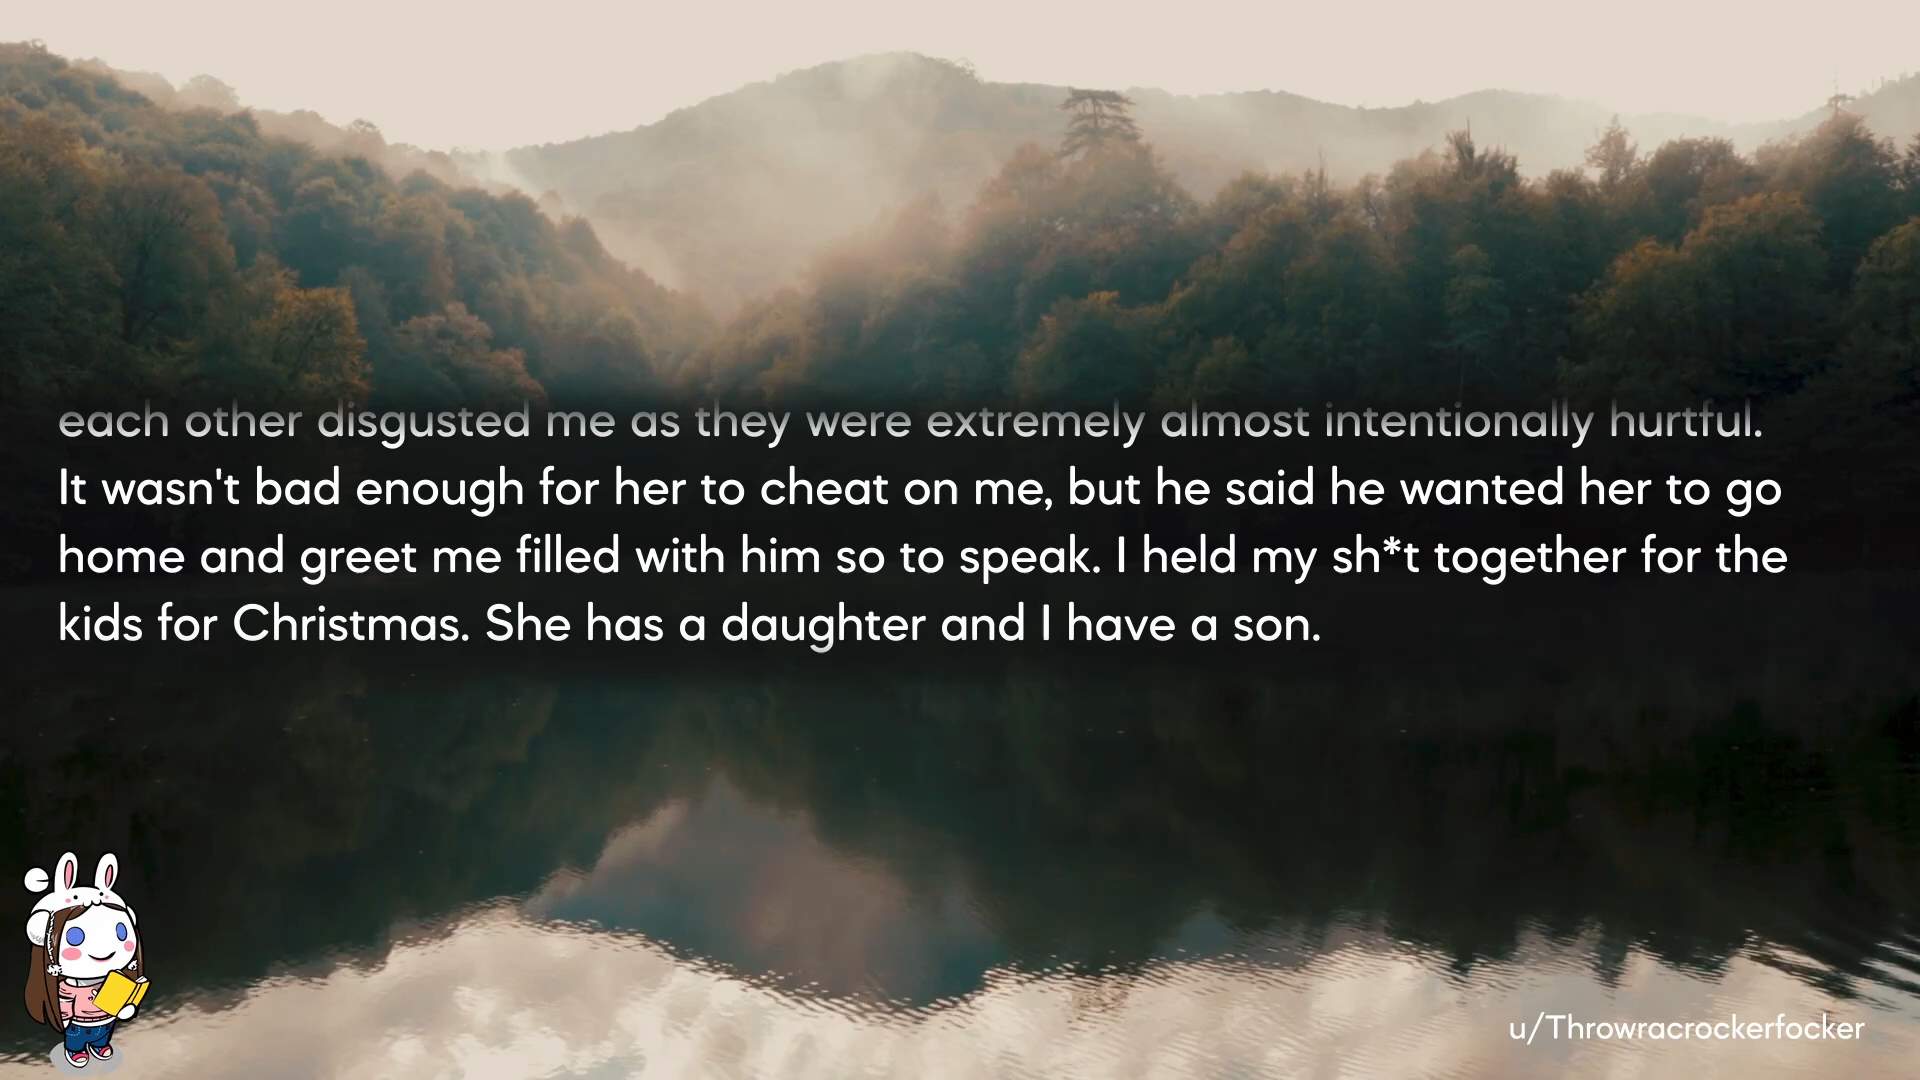 each other disgusted me as they were extremely almost intentionally hurtful.
It wasn't bad enough for her to cheat on me, but he said he wanted her to go
home and greet me filled with him so to speak. I held my sh*t together for the
kids for Christmas. She has a daughter and I have a son.
u/Throwracrockerfocker